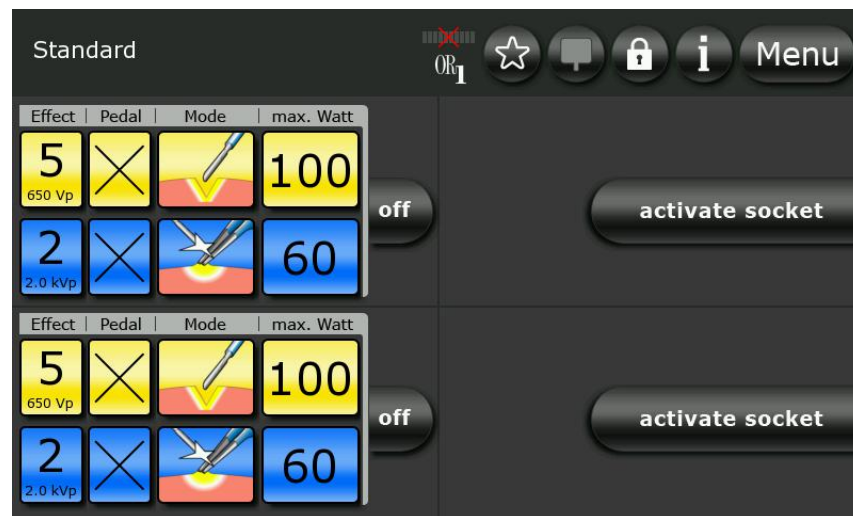 Standard
OR1
i
Menu
Effect | Pedal | Mode | max. Watt
5
650 Vp
100
2
2.0 kVp
60
off
activate socket
Effect | Pedal | Mode | max. Watt
5
650 Vp
100
2
2.0 kVp
60
off
activate socket